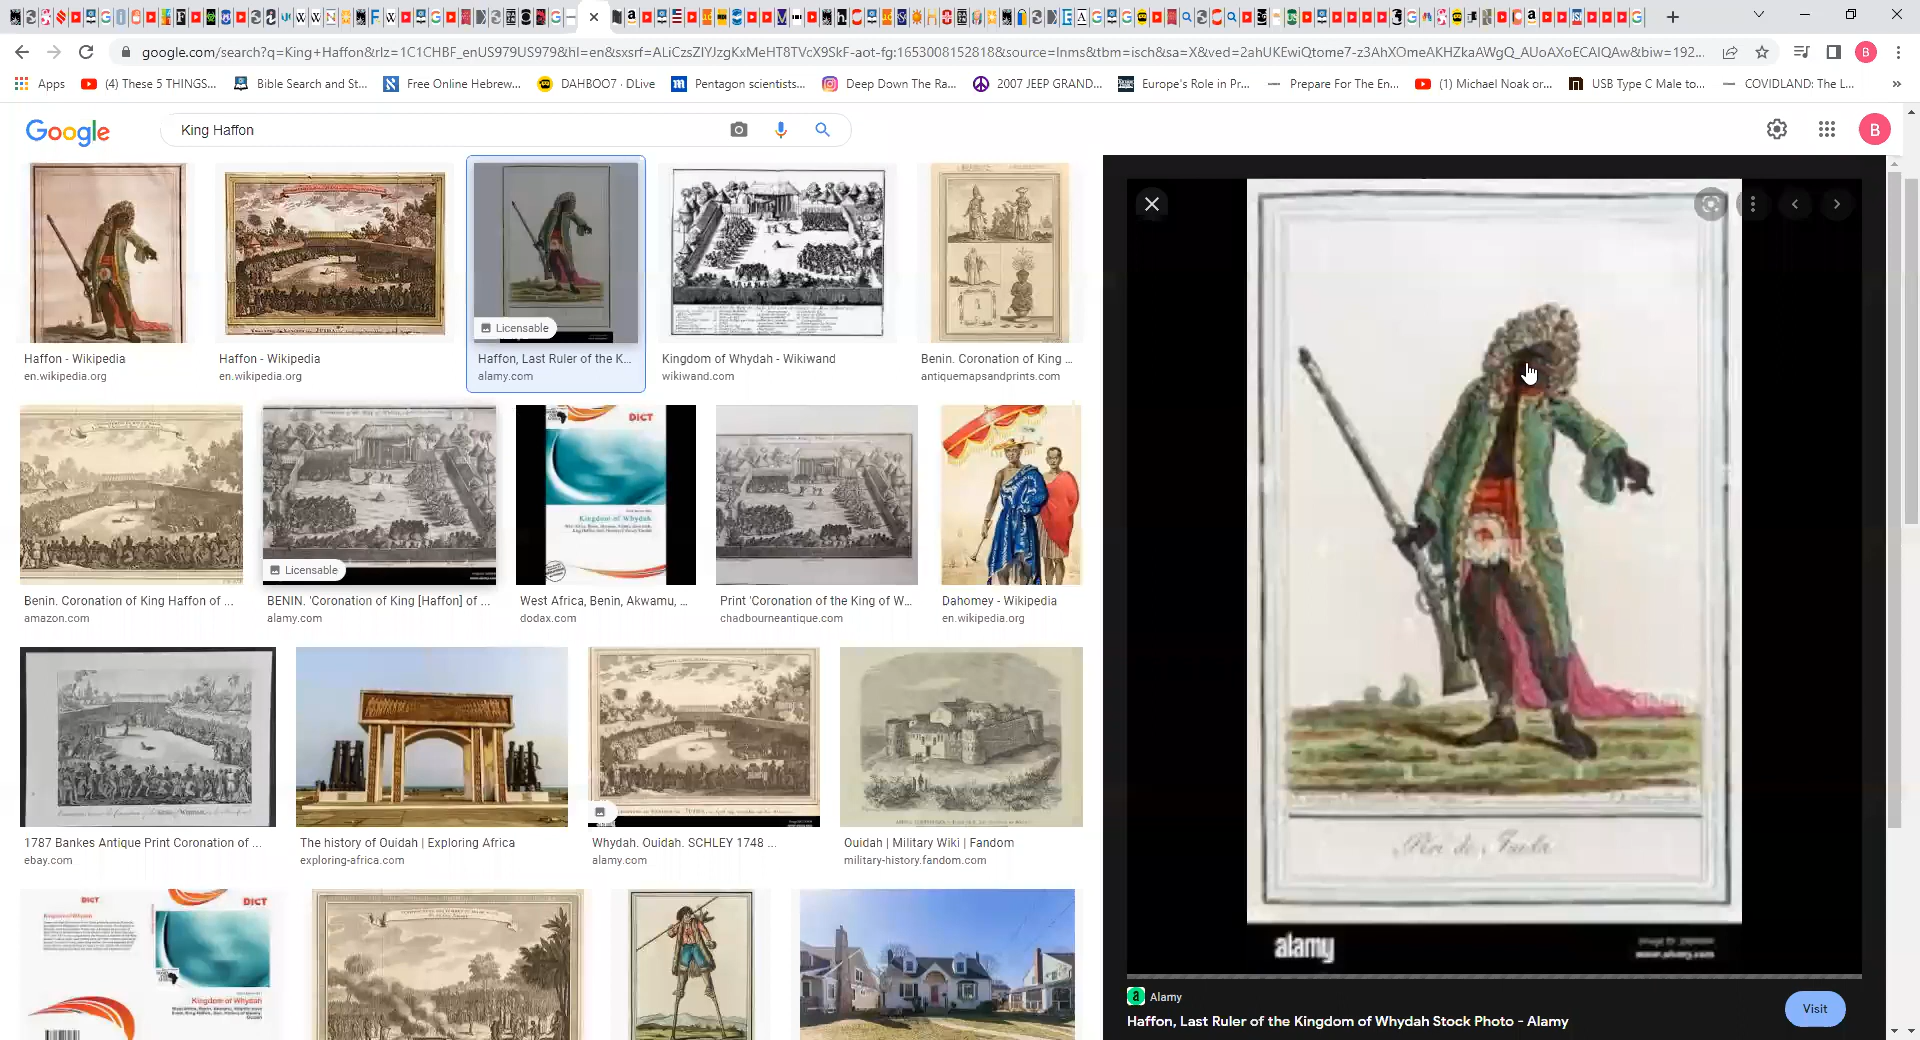 google.com/search?q=King+Haffon&rlz=1C1CHBF_enUS979US979&hl=en&sxsrf=ALiCzsZIYJzgKxMeHT8TVcX9SkF-aot-fg:1653008152818&source=lnms&tbm=isch&sa=X&ved=2ahUKEwiQtome7-z3AhXOmeAKHZkaAWgQ_AUoAXoECAIQAw&biw=192...
B
Apps
(4) These 5 THINGS...
Bible Search and St...
Free Online Hebrew...
DAHBOO7 · DLive
Pentagon scientists...
Deep Down The Ra...
2007 JEEP GRAND...
Europe's Role in Pr...
Prepare For The En...
(1) Michael Noak or...
USB Type C Male to...
COVIDLAND: The L...
»
Google
King Haffon
B
Licensable
Haffon - Wikipedia
en.wikipedia.org
Haffon - Wikipedia
en.wikipedia.org
Haffon, Last Ruler of the K...
alamy.com
Kingdom of Whydah - Wikiwand
wikiwand.com
Benin. Coronation of King ...
antiquemapsandprints.com
DICT
Kingdom of Whydah
Licensable
Benin. Coronation of King Haffon of ...
amazon.com
BENIN. 'Coronation of King [Haffon] of ...
alamy.com
West Africa, Benin, Akwamu, ...
dodax.com
Print 'Coronation of the King of W...
chadbourneantique.com
Dahomey - Wikipedia
en.wikipedia.org
1787 Bankes Antique Print Coronation of ...
ebay.com
The history of Ouidah | Exploring Africa
exploring-africa.com
Whydah. Ouidah. SCHLEY 1748 ...
alamy.com
Ouidah | Military Wiki | Fandom
military-history.fandom.com
DICT
DICT
Kingdom of Whydah
alamy
a Alamy
Haffon, Last Ruler of the Kingdom of Whydah Stock Photo - Alamy
Visit